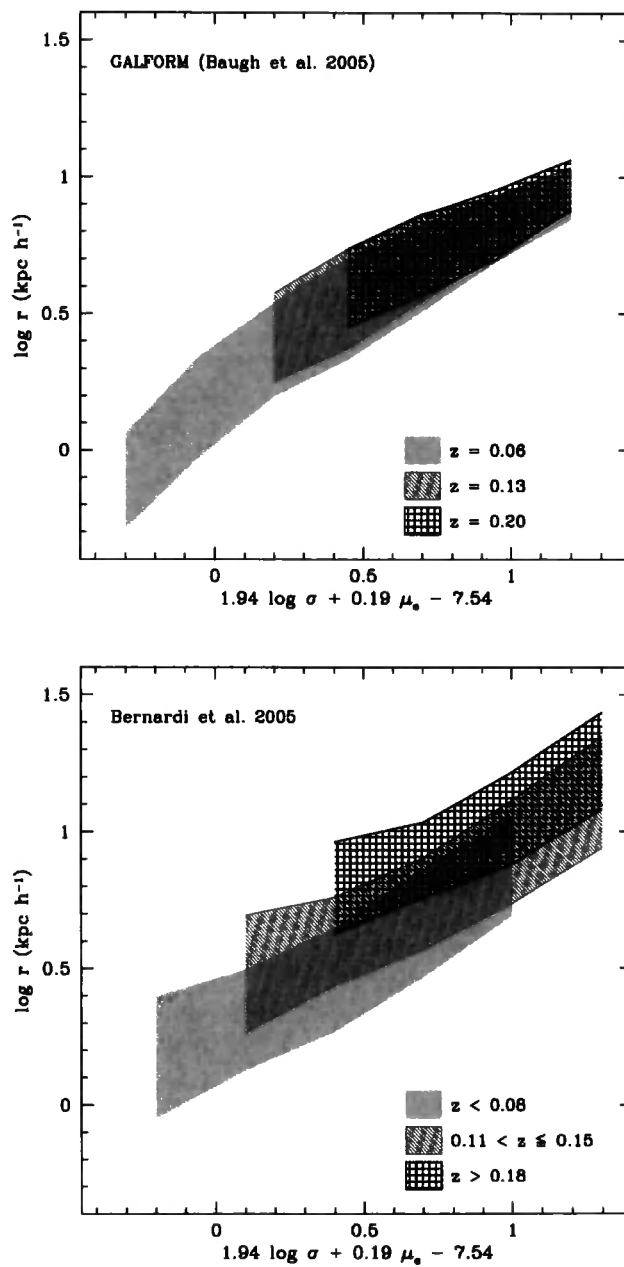 1.5
GALFORM (Baugh et al. 2005)
1
log r (kpc h⁻¹)
0.5
0
z = 0.06
z = 0.13
z = 0.20
0 0.5 1
1.94 log σ + 0.19 μₑ − 7.54
1.5
Bernardi et al. 2005
1
log r (kpc h⁻¹)
0.5
0
z < 0.08
0.11 < z ≦ 0.15
z > 0.18
0 0.5 1
1.94 log σ + 0.19 μₑ − 7.54